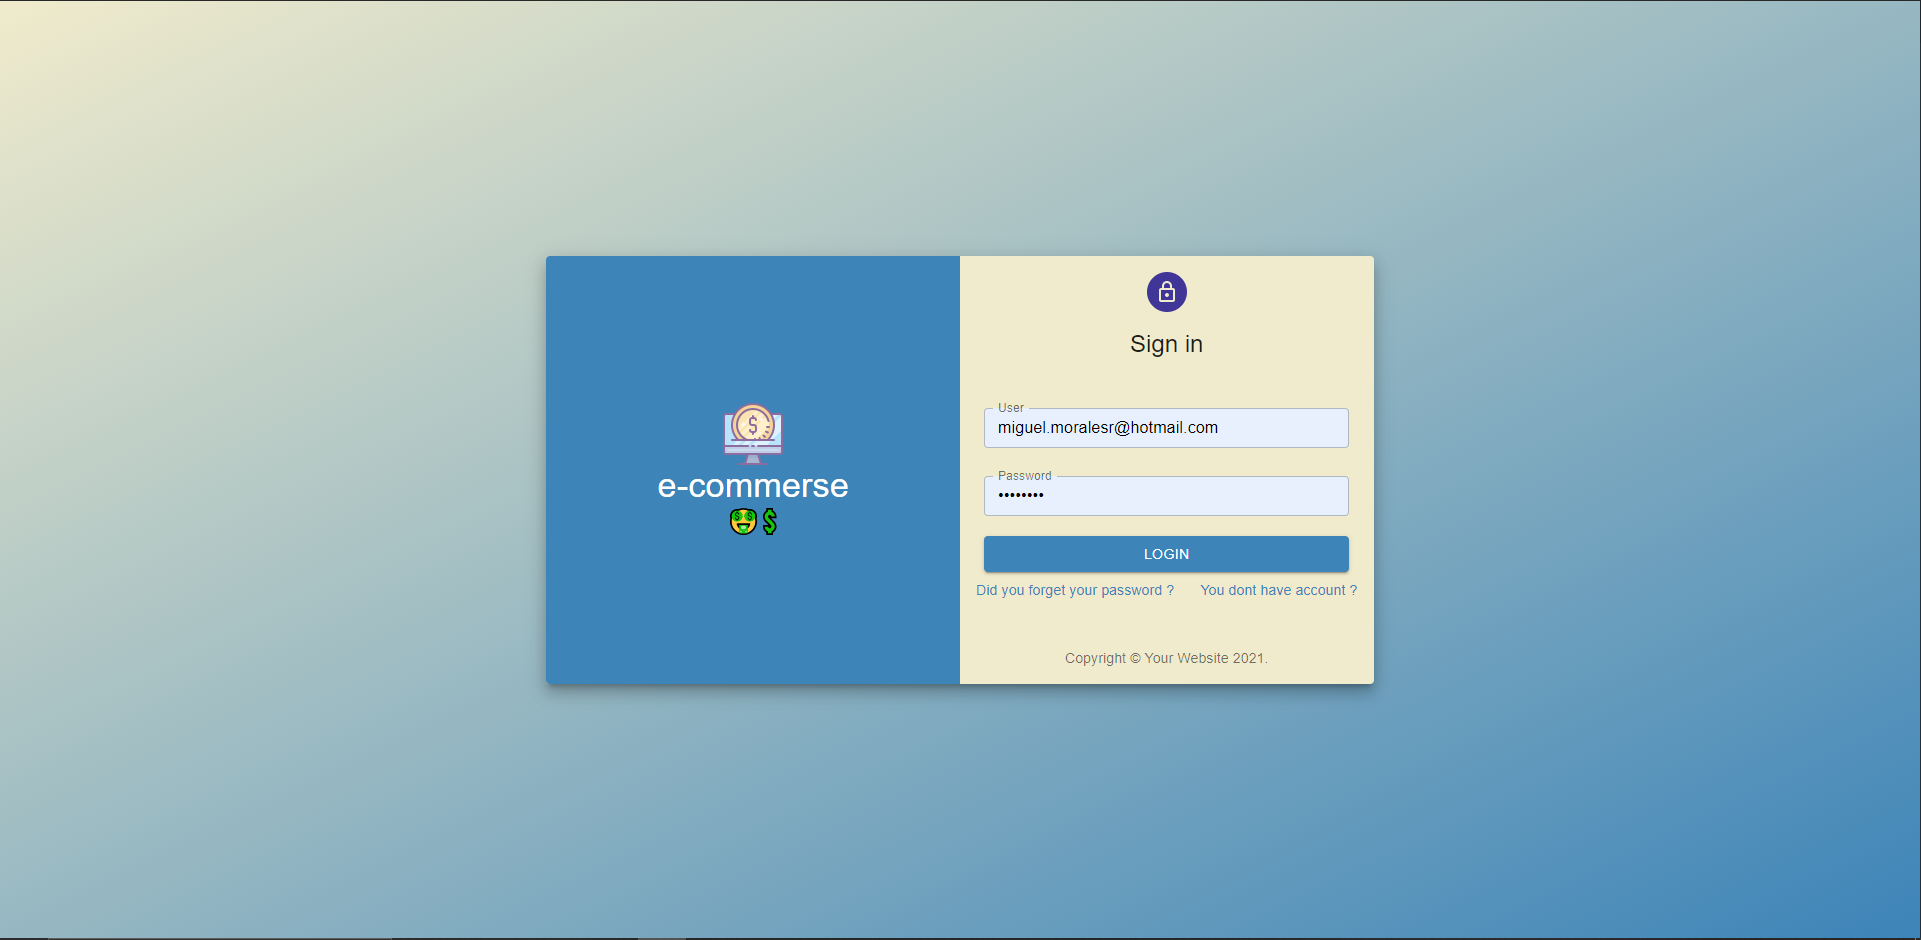 e-commerse
🤑💲
Sign in
User
miguel.moralesr@hotmail.com
Password
••••••••
LOGIN
Did you forget your password ? You dont have account ?
Copyright © Your Website 2021.